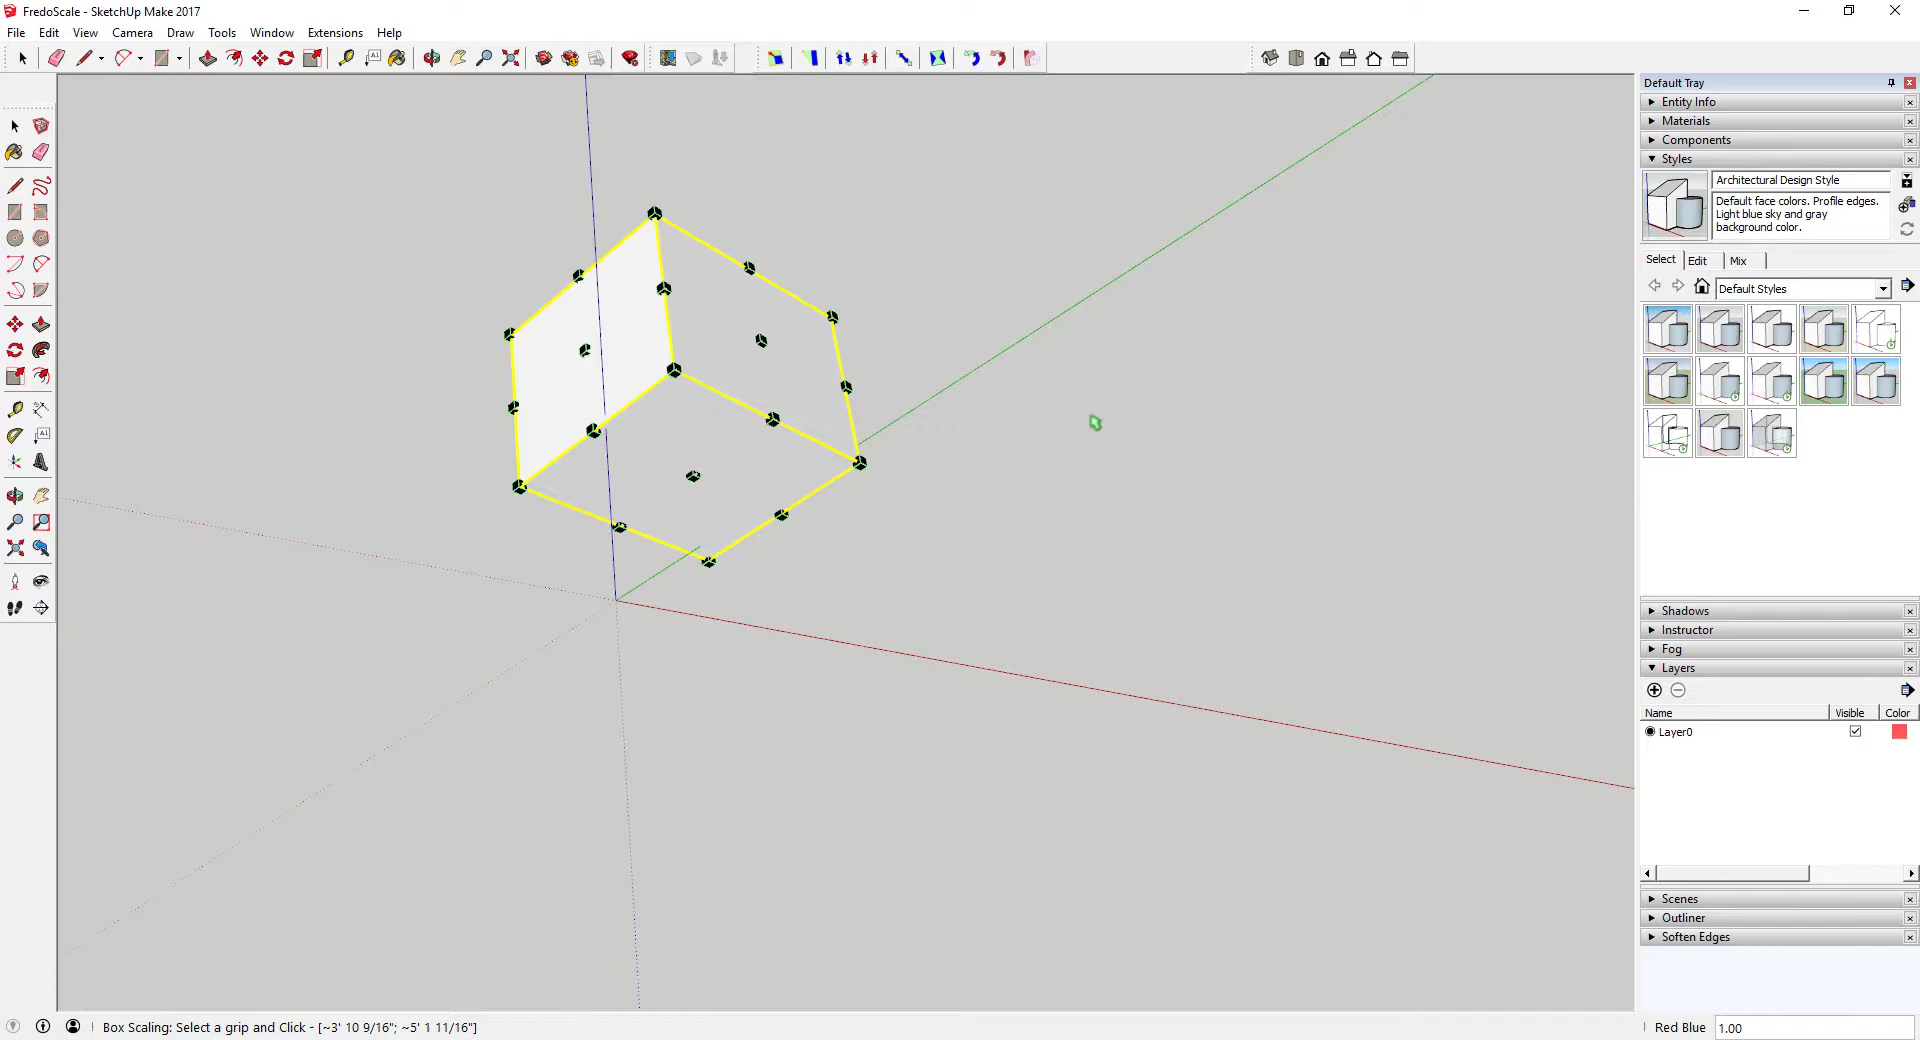 FredoScale - SketchUp Make 2017
File Edit View Camera Draw Tools Window Extensions Help
Default Tray
Entity Info
Materials
Components
Styles
Architectural Design Style
Default face colors. Profile edges.
Light blue sky and gray
background color.
Select Edit Mix
Default Styles
Shadows
Instructor
Fog
Layers
Name Visible Color
Layer0
Scenes
Outliner
Soften Edges
Box Scaling: Select a grip and Click - [~3' 10 9/16"; ~5' 1 11/16"]
Red Blue 1.00